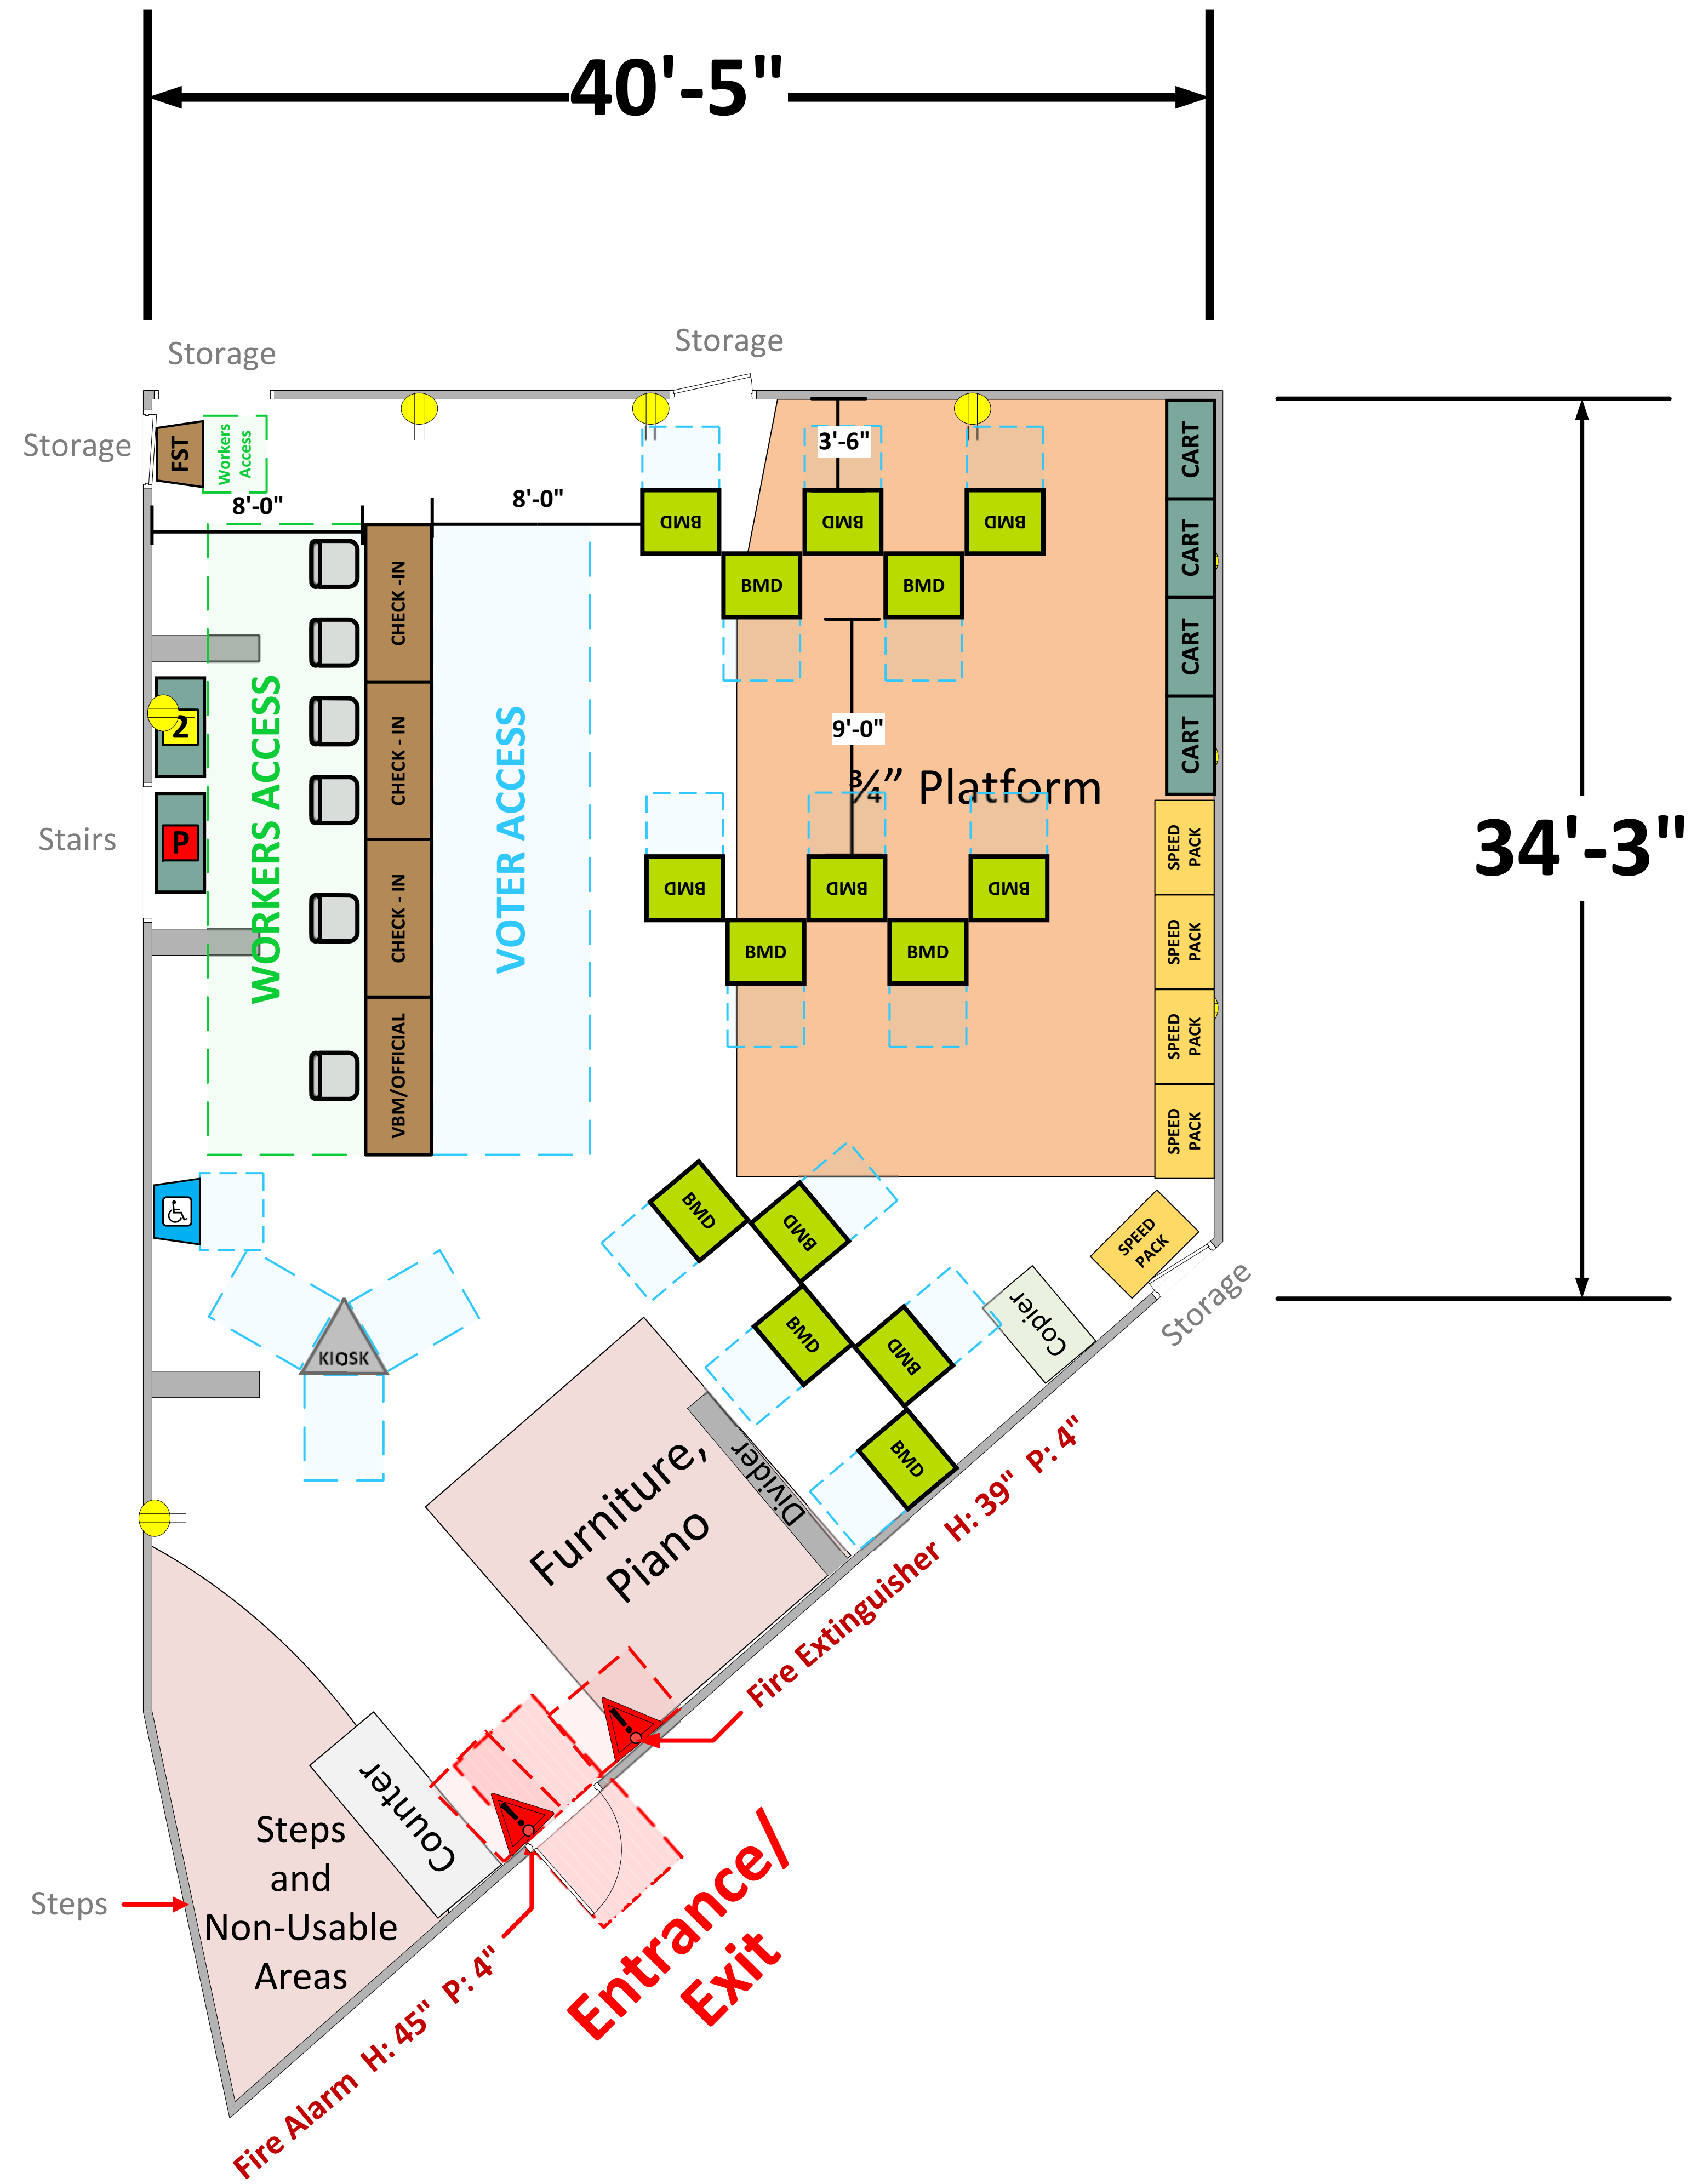 40'-5"
Storage
Storage
Storage
FST
Workers
Access
8'-0"
8'-0"
3'-6"
BMD
BMD
BMD
BMD
BMD
CART
CART
CART
CART
CHECK -IN
CHECK - IN
CHECK - IN
VBM/OFFICIAL
WORKERS ACCESS
VOTER ACCESS
2
P
Stairs
9'-0"
¾” Platform
34'-3"
BMD
BMD
BMD
BMD
BMD
SPEED
PACK
SPEED
PACK
SPEED
PACK
SPEED
PACK
SPEED
PACK
BMD
BMD
BMD
BMD
BMD
Copier
Storage
KIOSK
Furniture,
Piano
Divider
Fire Extinguisher H: 39" P: 4"
Counter
Steps
and
Non-Usable
Areas
Steps
Entrance/
Exit
Fire Alarm H: 45" P: 4"